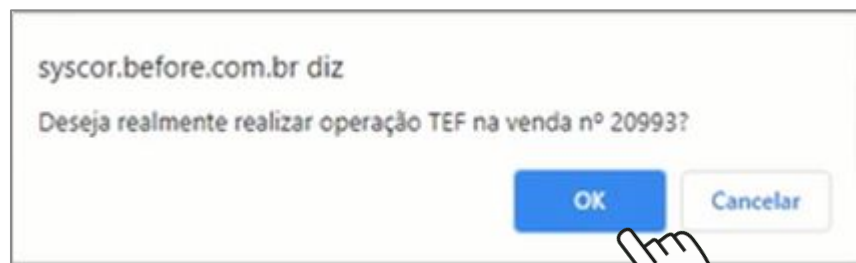 syscor.before.com.br diz
Deseja realmente realizar operação TEF na venda nº 20993?
OK Cancelar